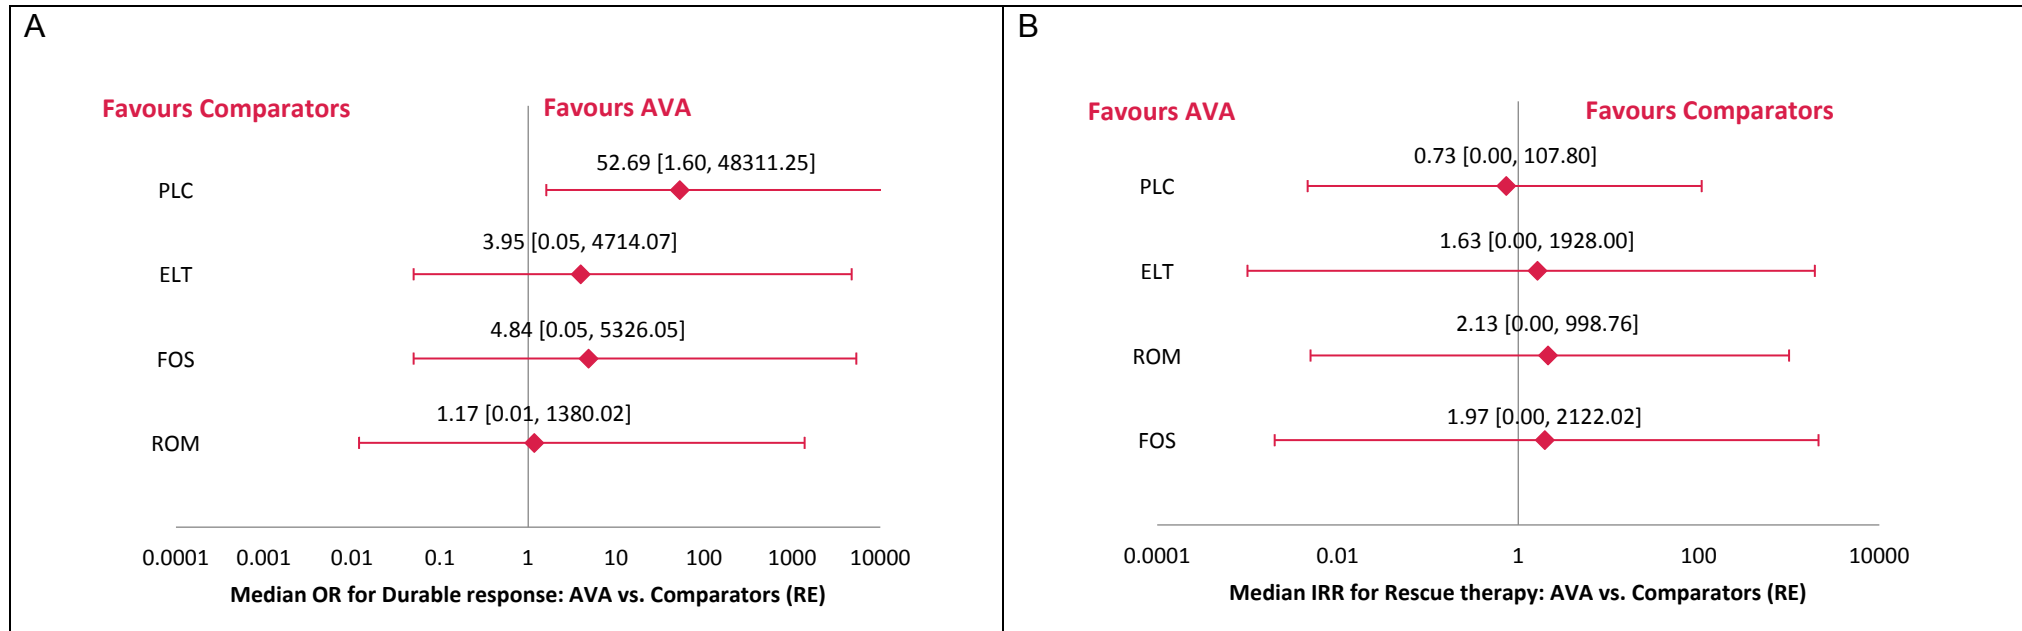 A
Favours Comparators
Favours AVA
52.69 [1.60, 48311.25]
PLC
3.95 [0.05, 4714.07]
ELT
4.84 [0.05, 5326.05]
FOS
1.17 [0.01, 1380.02]
ROM
0.0001 0.001 0.01 0.1 1 10 100 1000 10000
Median OR for Durable response: AVA vs. Comparators (RE)
B
Favours AVA
Favours Comparators
0.73 [0.00, 107.80]
PLC
1.63 [0.00, 1928.00]
ELT
2.13 [0.00, 998.76]
ROM
1.97 [0.00, 2122.02]
FOS
0.0001 0.01 1 100 10000
Median IRR for Rescue therapy: AVA vs. Comparators (RE)